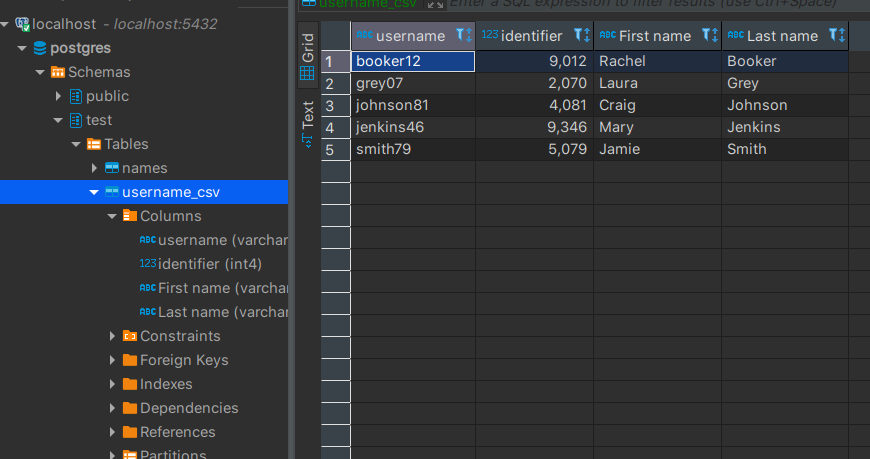 localhost - localhost:5432
postgres
Schemas
public
test
Tables
names
username_csv
Columns
ABC username (varchar
123 identifier (int4)
ABC First name (varchar
ABC Last name (varchar
Constraints
Foreign Keys
Indexes
Dependencies
References
Partitions
username_csv Enter a SQL expression to filter results (use Ctrl+Space)
Grid
Text
ABC username 123 identifier ABC First name ABC Last name
1 booker12 9,012 Rachel Booker
2 grey07 2,070 Laura Grey
3 johnson81 4,081 Craig Johnson
4 jenkins46 9,346 Mary Jenkins
5 smith79 5,079 Jamie Smith